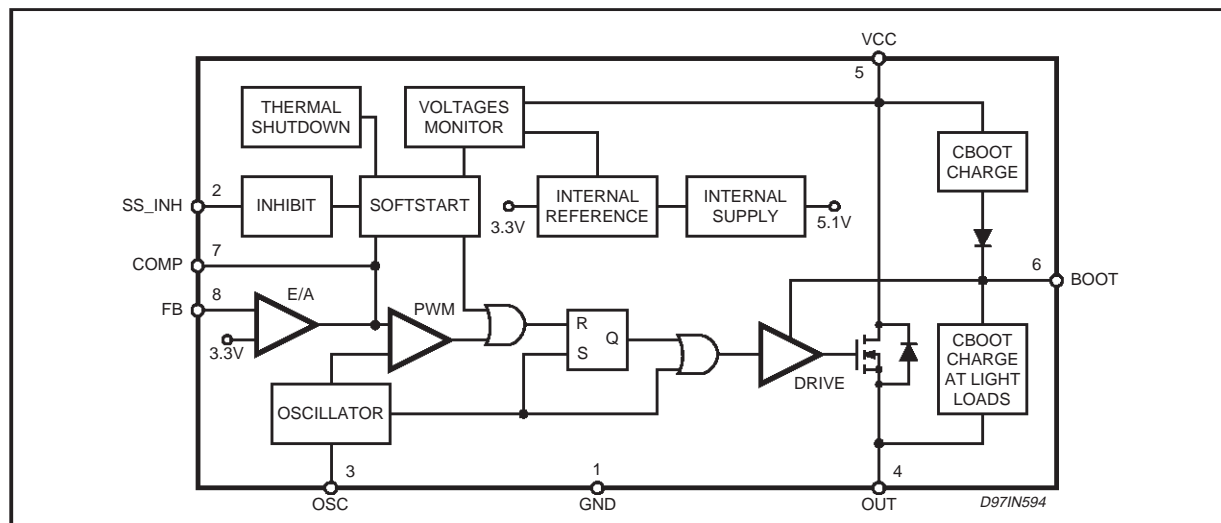 VCC
5
THERMAL
SHUTDOWN
VOLTAGES
MONITOR
CBOOT
CHARGE
SS_INH
2
INHIBIT
SOFTSTART
3.3V
INTERNAL
REFERENCE
INTERNAL
SUPPLY
5.1V
COMP
7
6
BOOT
FB
8
E/A
3.3V
PWM
R
S
Q
DRIVE
CBOOT
CHARGE
AT LIGHT
LOADS
OSCILLATOR
3
OSC
1
GND
4
OUT
D97IN594